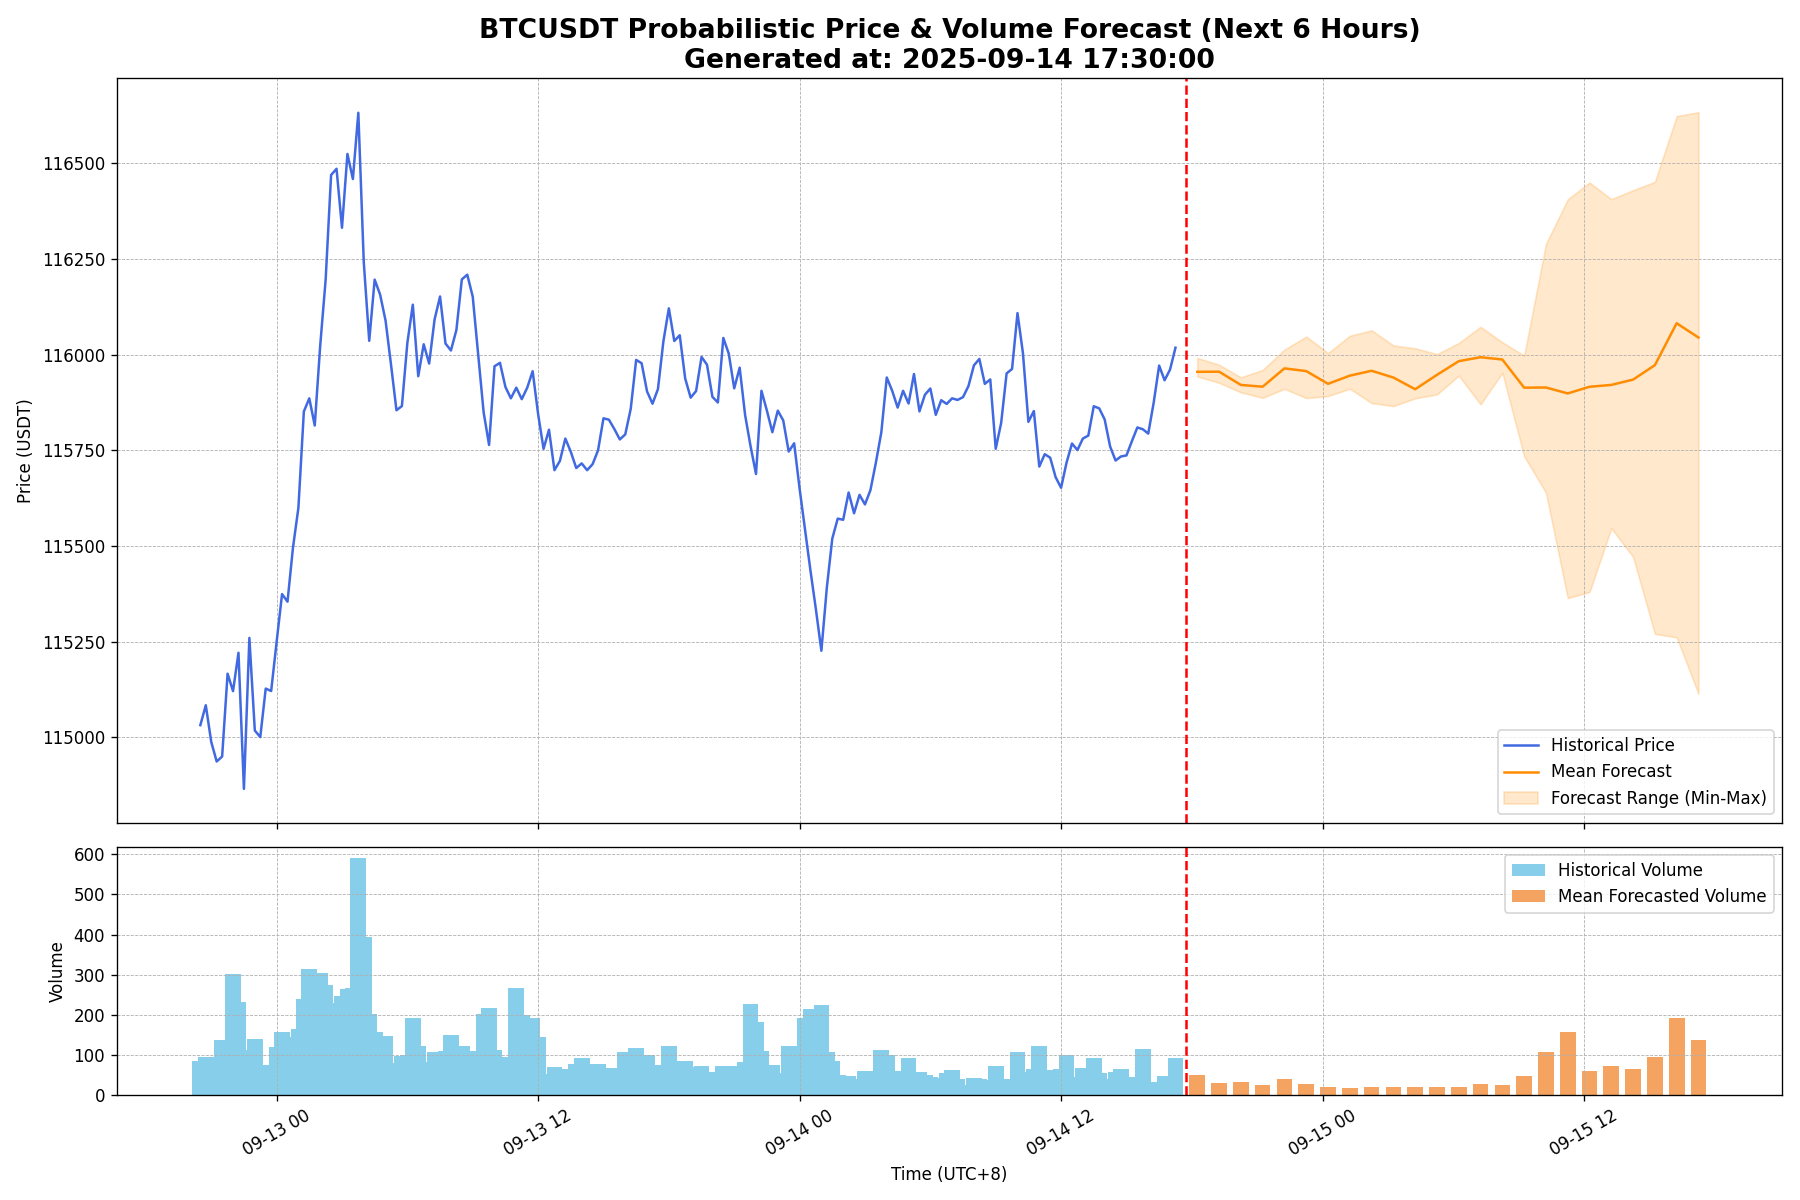 BTCUSDT Probabilistic Price & Volume Forecast (Next 6 Hours)
Generated at: 2025-09-14 17:30:00
Price (USDT)
116500
116250
116000
115750
115500
115250
115000
Historical Price
Mean Forecast
Forecast Range (Min-Max)
Volume
600
500
400
300
200
100
0
Historical Volume
Mean Forecasted Volume
09-13 00
09-13 12
09-14 00
09-14 12
09-15 00
09-15 12
Time (UTC+8)